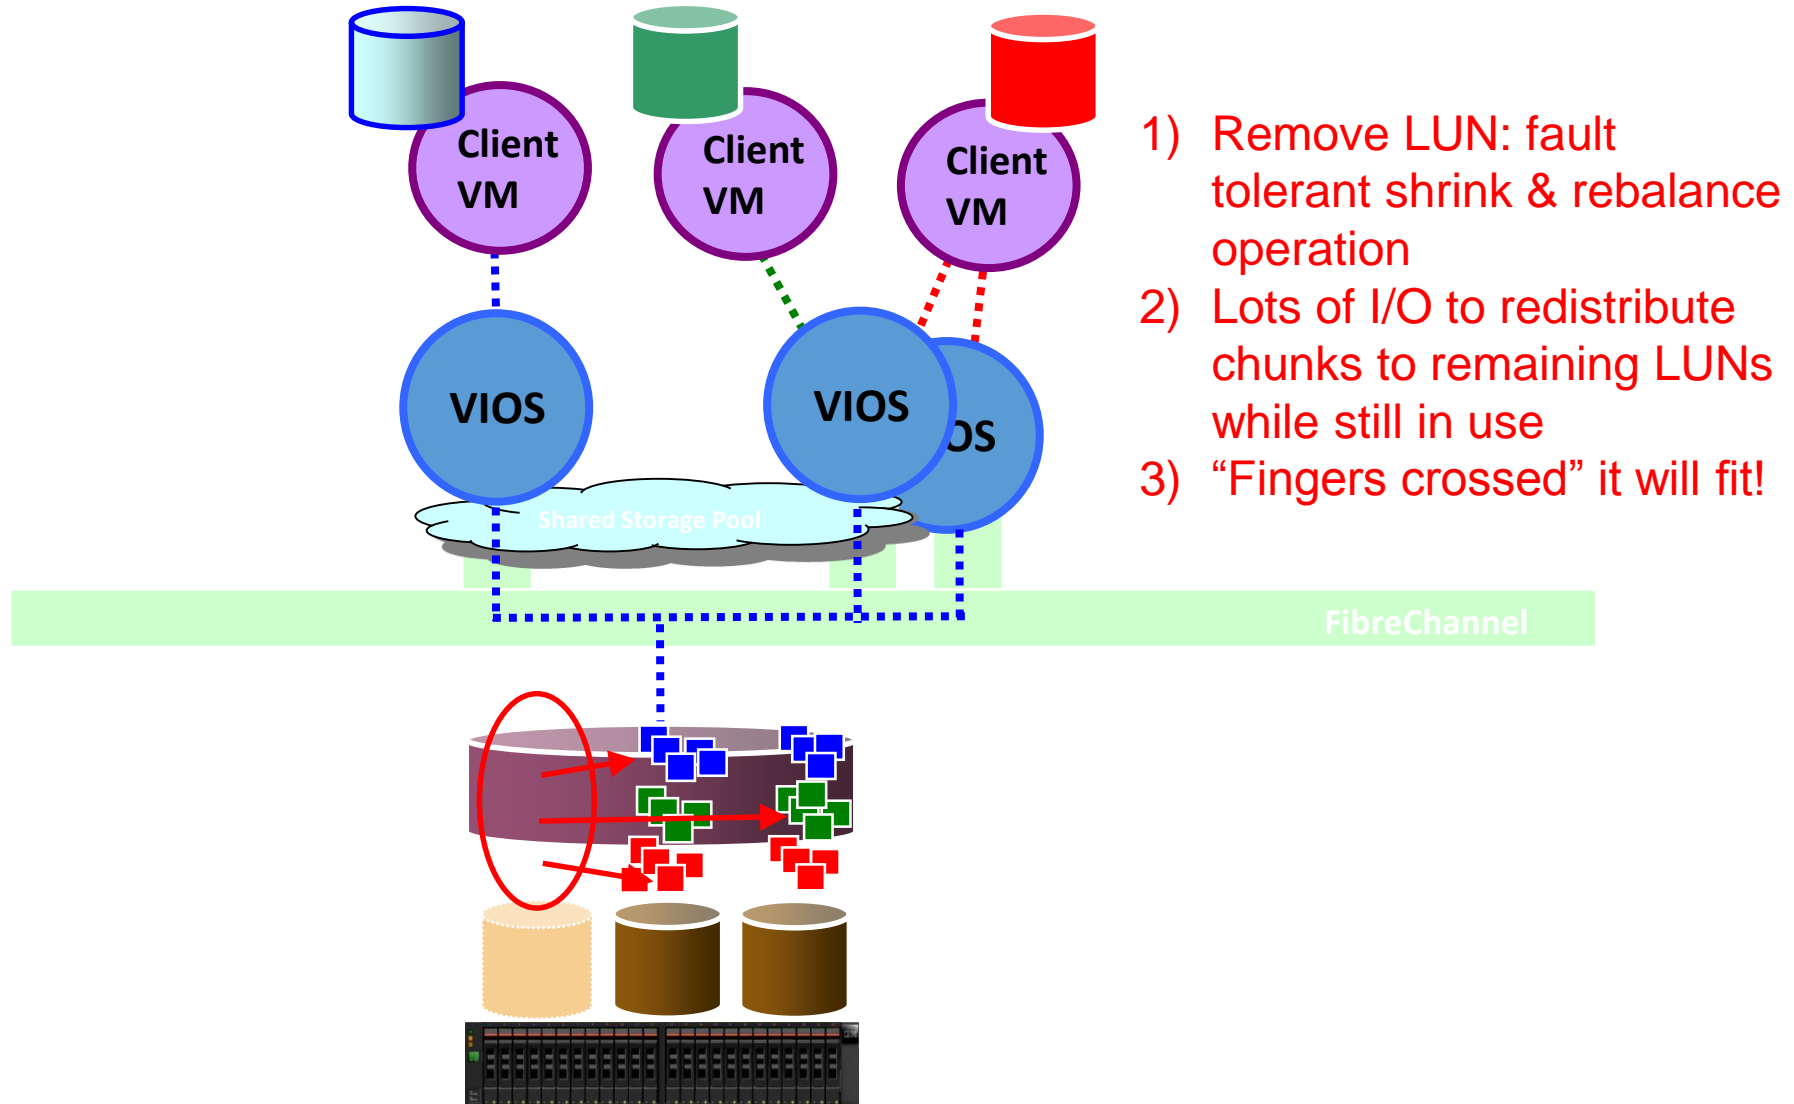 Client
VM
Client
VM
Client
VM
1) Remove LUN: fault
tolerant shrink & rebalance
operation
2) Lots of I/O to redistribute
chunks to remaining LUNs
while still in use
3) “Fingers crossed” it will fit!
VIOS
VIOS
OS
Shared Storage Pool
FibreChannel